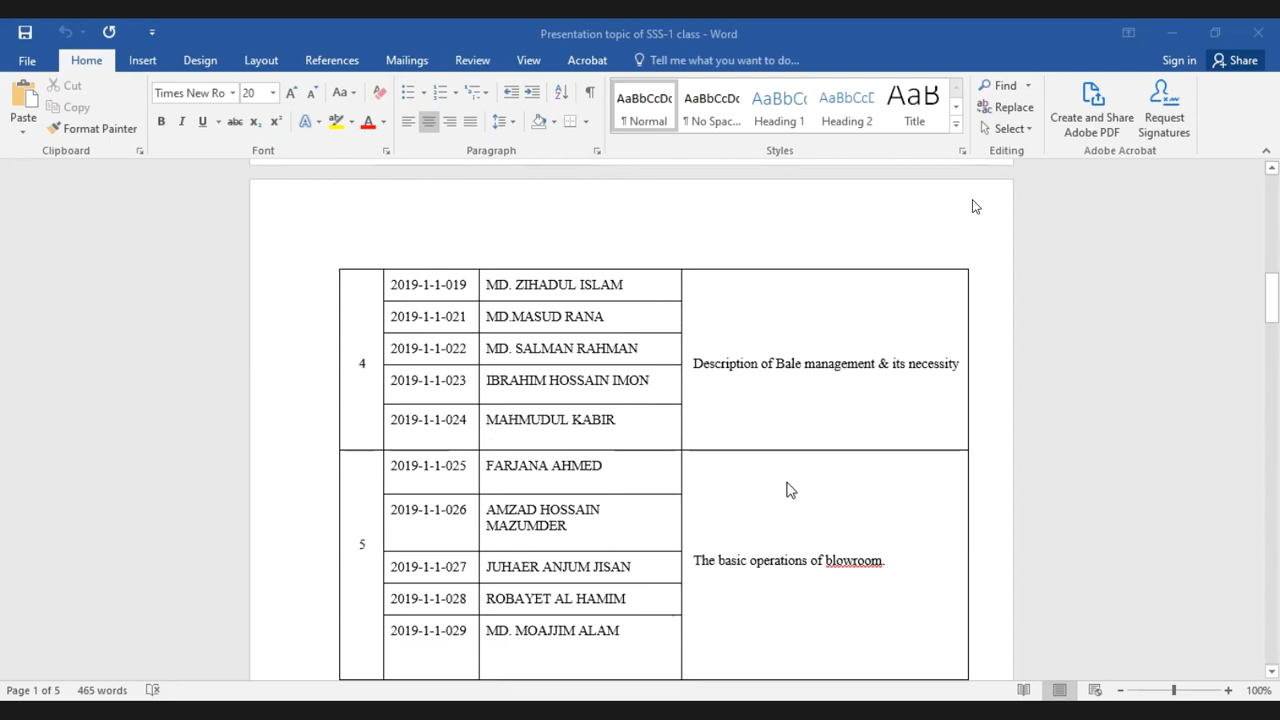 Presentation topic of SSS-1 class - Word
File Home Insert Design Layout References Mailings Review View Acrobat Tell me what you want to do... Sign in Share
Paste
Cut
Copy
Format Painter
Clipboard
Times New Ro 20
Font
Paragraph
AaBbCcDc AaBbCcDc AaBbCc AaBbCcE AaB
¶ Normal ¶ No Spac... Heading 1 Heading 2 Title
Styles
Find
Replace
Select
Editing
Create and Share
Adobe PDF
Request
Signatures
Adobe Acrobat
4
2019-1-1-019 MD. ZIHADUL ISLAM
2019-1-1-021 MD.MASUD RANA
2019-1-1-022 MD. SALMAN RAHMAN
2019-1-1-023 IBRAHIM HOSSAIN IMON
2019-1-1-024 MAHMUDUL KABIR
Description of Bale management & its necessity
5
2019-1-1-025 FARJANA AHMED
2019-1-1-026 AMZAD HOSSAIN
MAZUMDER
2019-1-1-027 JUHAER ANJUM JISAN
2019-1-1-028 ROBAYET AL HAMIM
2019-1-1-029 MD. MOAJJIM ALAM
The basic operations of blowroom.
Page 1 of 5 465 words 100%